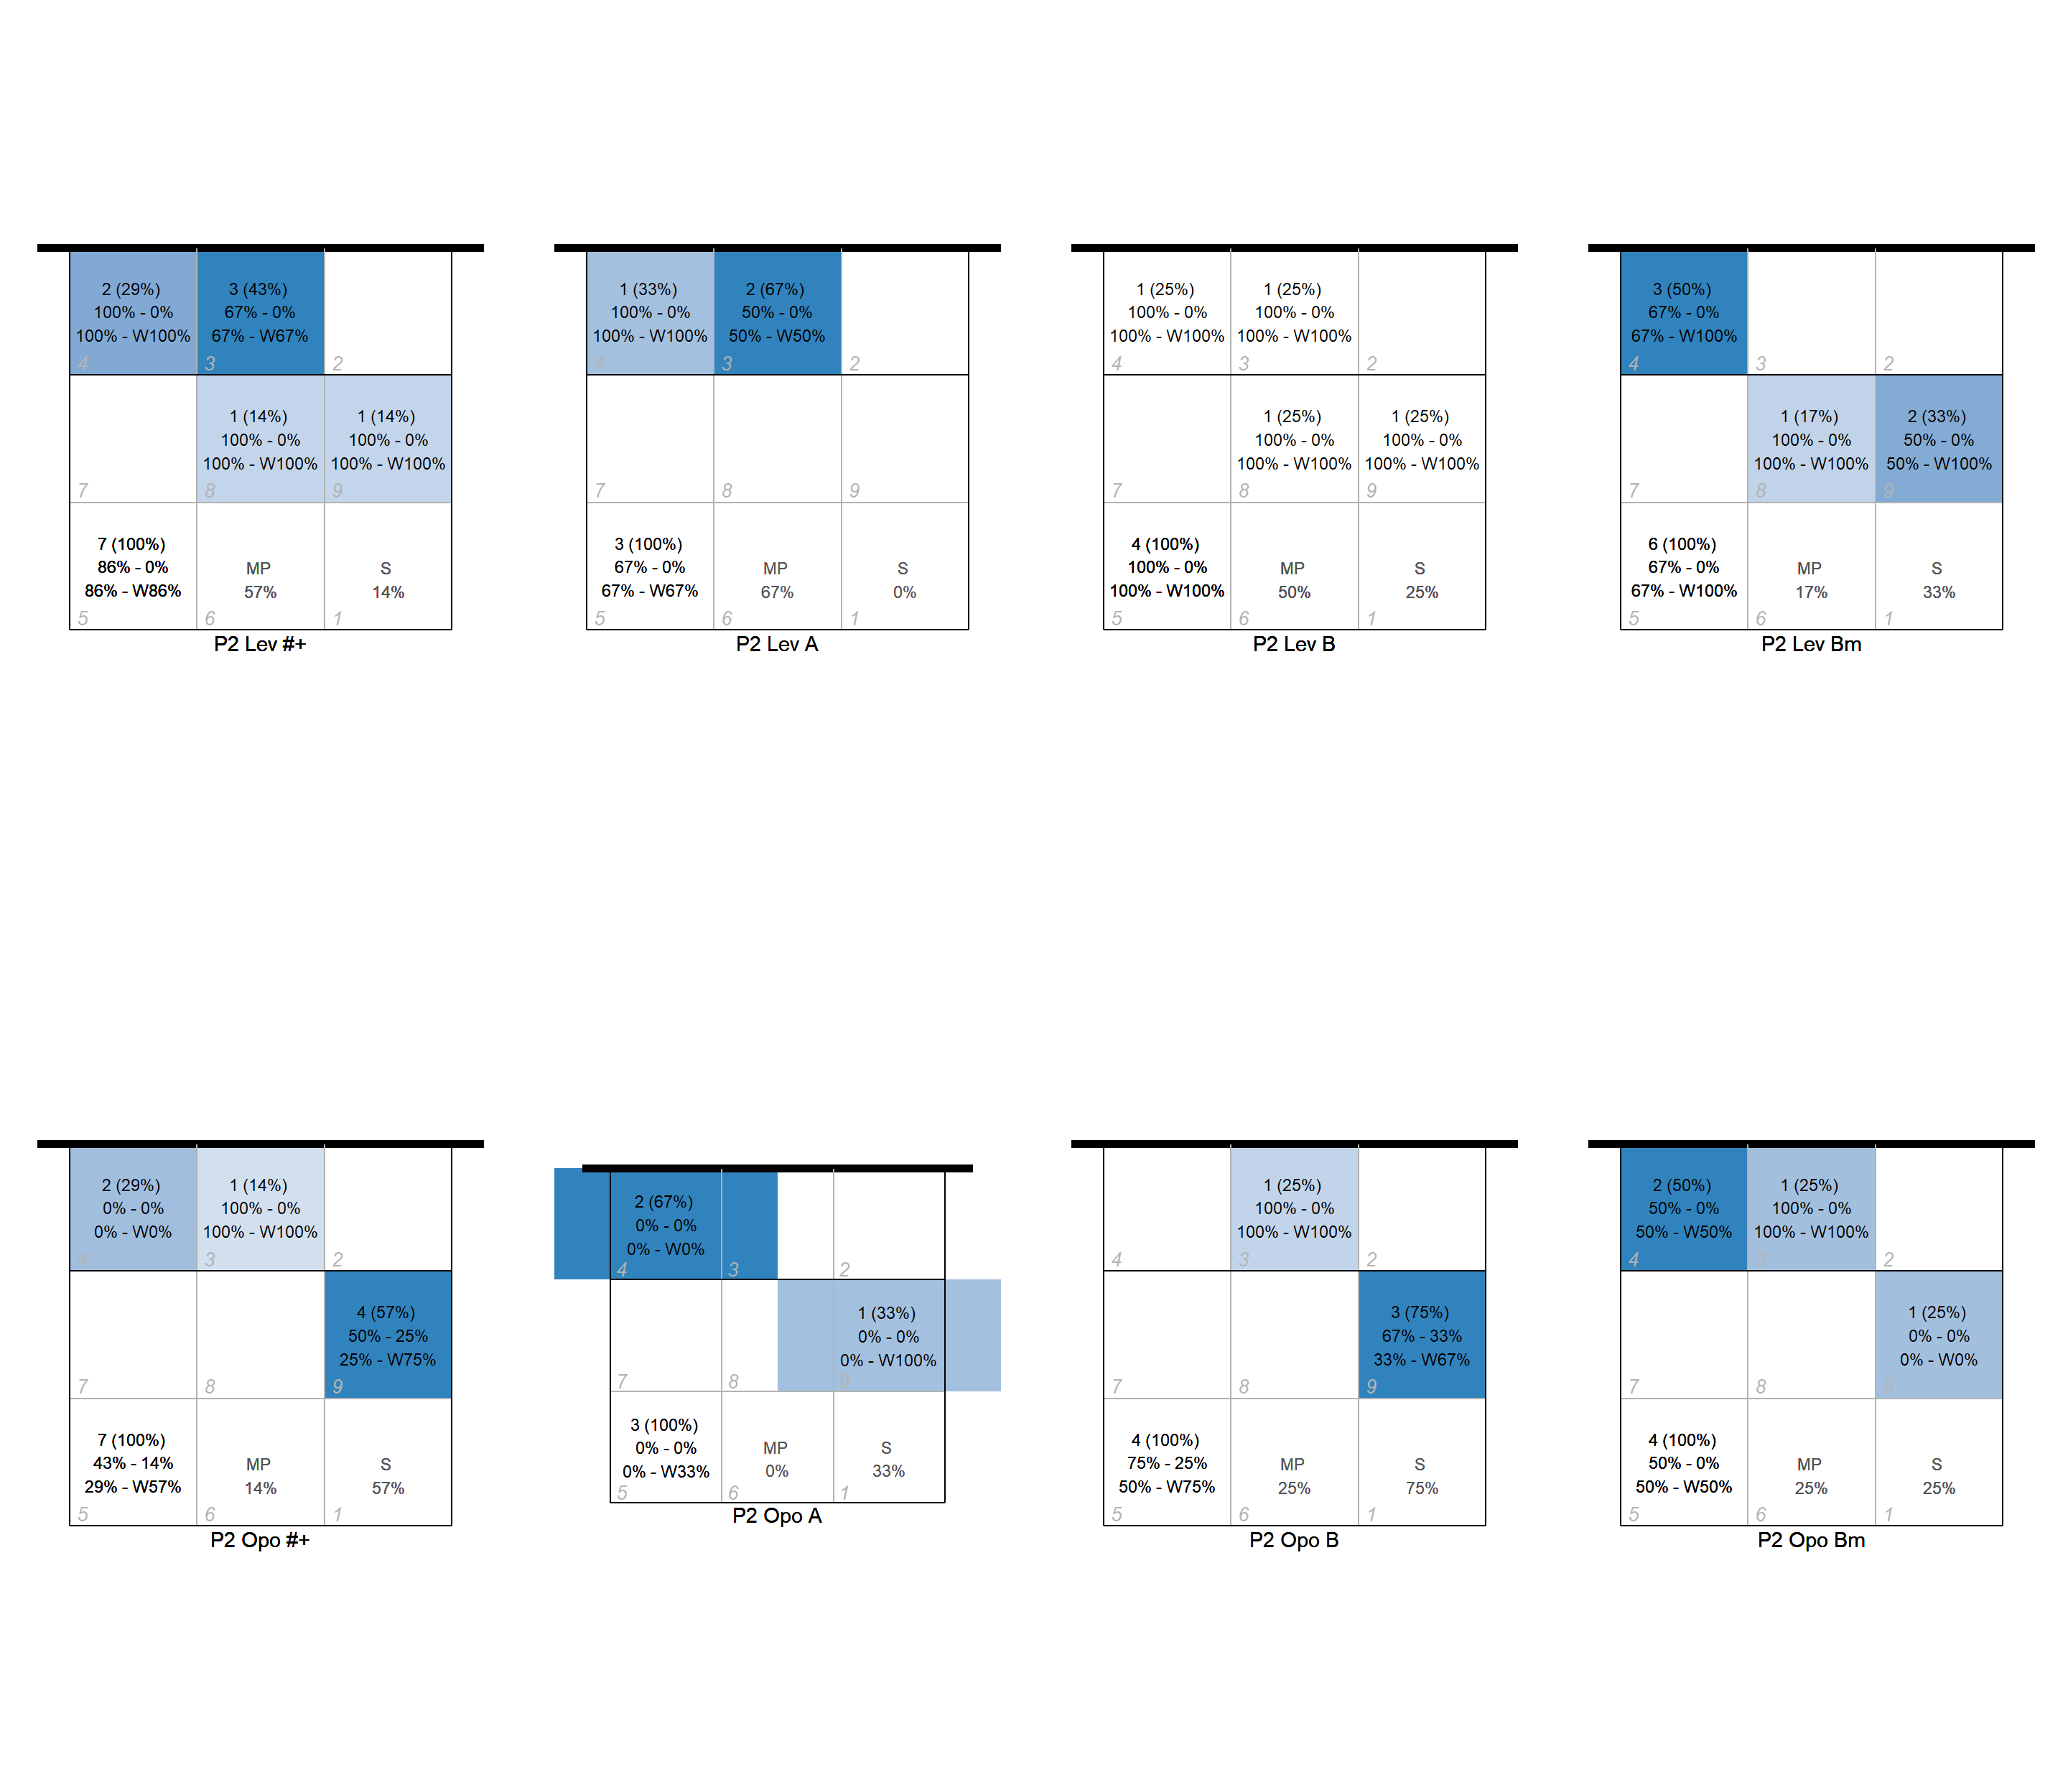 2 (29%)
100% - 0%
100% - W100%
4
3 (43%)
67% - 0%
67% - W67%
3
2
7
1 (14%)
100% - 0%
100% - W100%
8
1 (14%)
100% - 0%
100% - W100%
9
7 (100%)
86% - 0%
86% - W86%
5
MP
57%
6
S
14%
1
P2 Lev #+
1 (33%)
100% - 0%
100% - W100%
4
2 (67%)
50% - 0%
50% - W50%
3
2
7
8
9
3 (100%)
67% - 0%
67% - W67%
5
MP
67%
6
S
0%
1
P2 Lev A
1 (25%)
100% - 0%
100% - W100%
4
1 (25%)
100% - 0%
100% - W100%
3
2
7
1 (25%)
100% - 0%
100% - W100%
8
1 (25%)
100% - 0%
100% - W100%
9
4 (100%)
100% - 0%
100% - W100%
5
MP
50%
6
S
25%
1
P2 Lev B
3 (50%)
67% - 0%
67% - W100%
4
3
2
7
1 (17%)
100% - 0%
100% - W100%
8
2 (33%)
50% - 0%
50% - W100%
9
6 (100%)
67% - 0%
67% - W100%
5
MP
17%
6
S
33%
1
P2 Lev Bm
2 (29%)
0% - 0%
0% - W0%
4
1 (14%)
100% - 0%
100% - W100%
3
2
7
8
4 (57%)
50% - 25%
25% - W75%
9
7 (100%)
43% - 14%
29% - W57%
5
MP
14%
6
S
57%
1
P2 Opo #+
2 (67%)
0% - 0%
0% - W0%
4
3
2
7
8
1 (33%)
0% - 0%
0% - W100%
9
3 (100%)
0% - 0%
0% - W33%
5
MP
0%
6
S
33%
1
P2 Opo A
4
1 (25%)
100% - 0%
100% - W100%
3
2
7
8
3 (75%)
67% - 33%
33% - W67%
9
4 (100%)
75% - 25%
50% - W75%
5
MP
25%
6
S
75%
1
P2 Opo B
2 (50%)
50% - 0%
50% - W50%
4
1 (25%)
100% - 0%
100% - W100%
3
2
7
8
1 (25%)
0% - 0%
0% - W0%
9
4 (100%)
50% - 0%
50% - W50%
5
MP
25%
6
S
25%
1
P2 Opo Bm